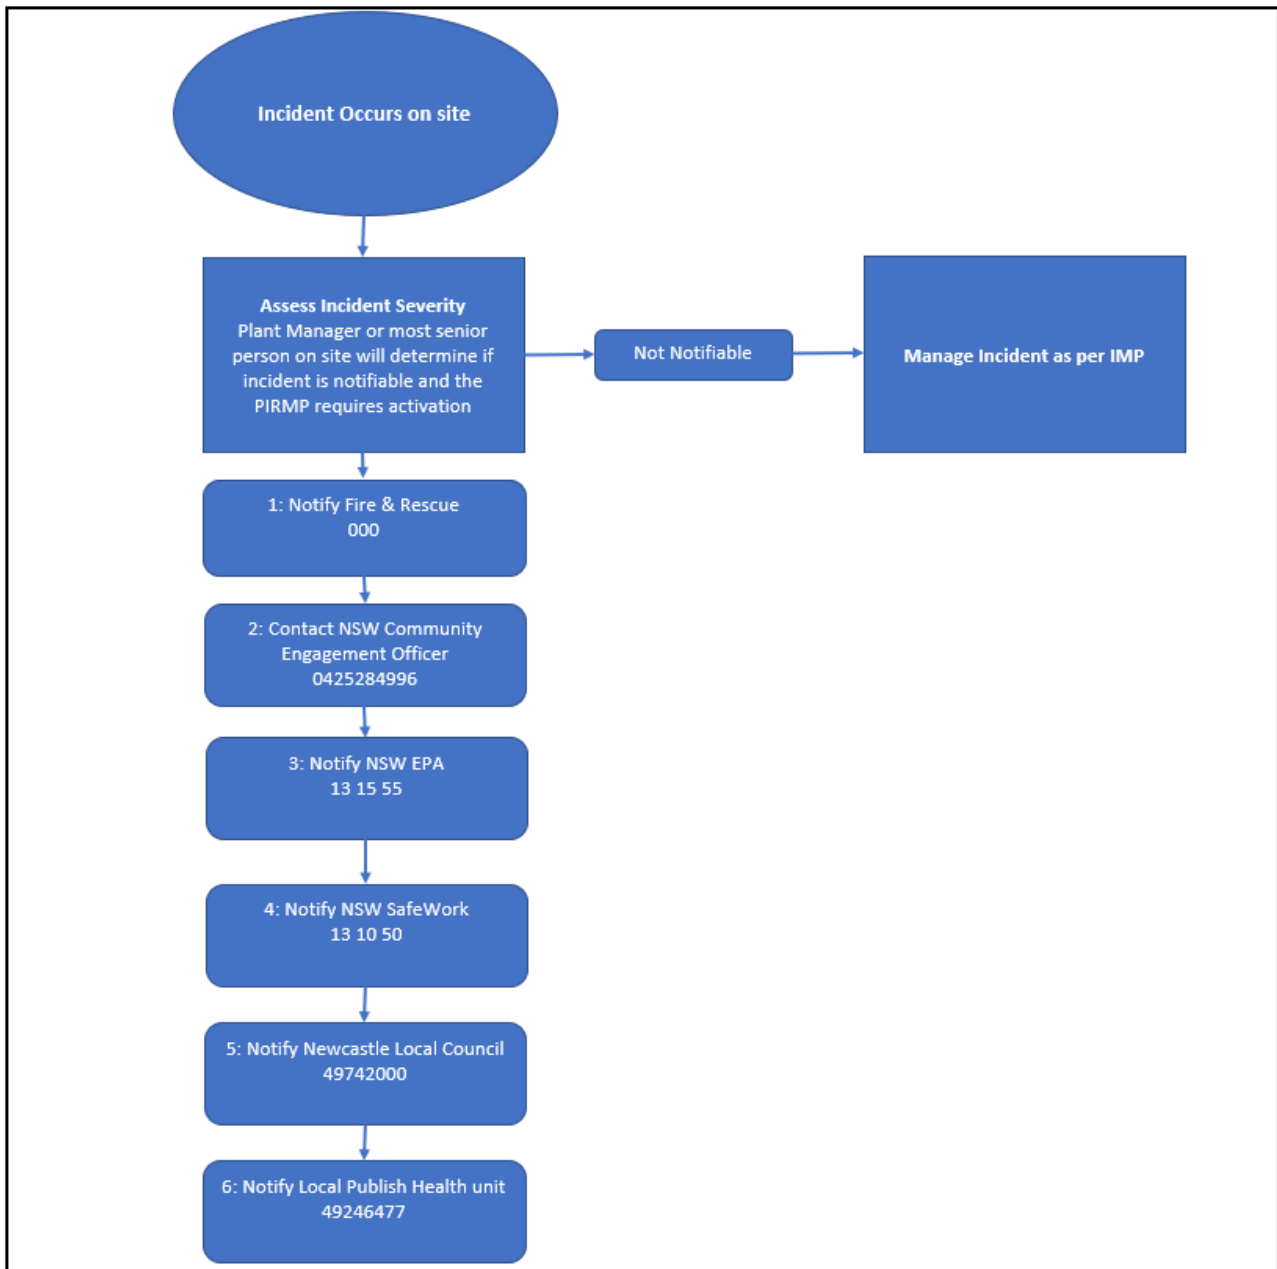 Incident Occurs on site
Assess Incident Severity
Plant Manager or most senior
person on site will determine if
incident is notifiable and the
PIRMP requires activation
Not Notifiable
Manage Incident as per IMP
1: Notify Fire & Rescue
000
2: Contact NSW Community
Engagement Officer
0425284996
3: Notify NSW EPA
13 15 55
4: Notify NSW SafeWork
13 10 50
5: Notify Newcastle Local Council
49742000
6: Notify Local Publish Health unit
49246477